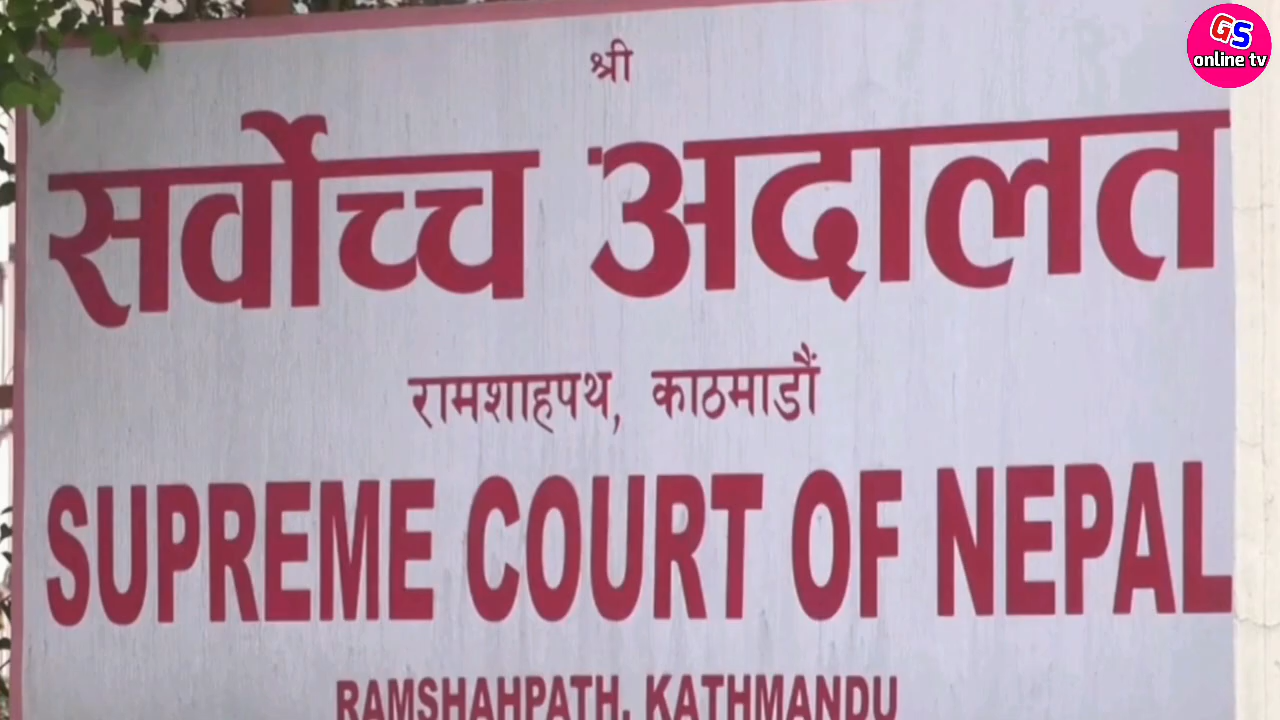 GS
online tv
श्री
सर्वोच्च अदालत
रामशाहपथ, काठमाडौं
SUPREME COURT OF NEPAL
RAMSHAHPATH, KATHMANDU